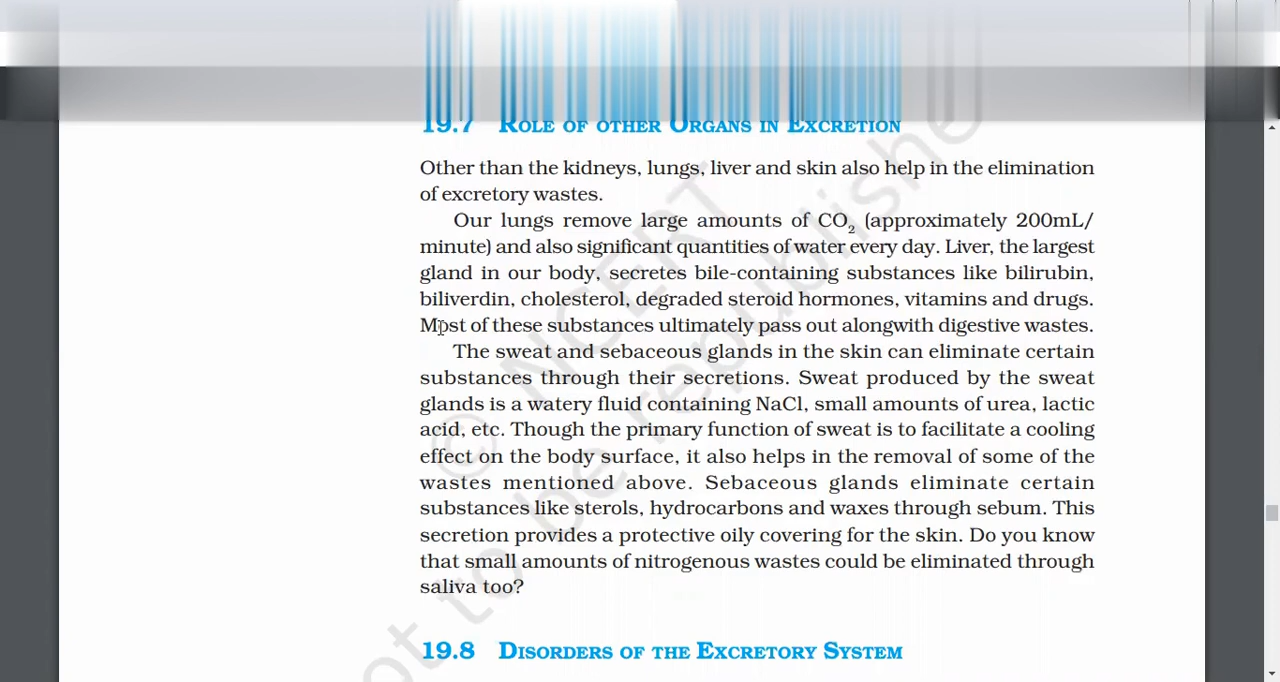 19.7 ROLE OF OTHER ORGANS IN EXCRETION
Other than the kidneys, lungs, liver and skin also help in the elimination
of excretory wastes.
Our lungs remove large amounts of CO₂ (approximately 200mL/
minute) and also significant quantities of water every day. Liver, the largest
gland in our body, secretes bile-containing substances like bilirubin,
biliverdin, cholesterol, degraded steroid hormones, vitamins and drugs.
Most of these substances ultimately pass out alongwith digestive wastes.
The sweat and sebaceous glands in the skin can eliminate certain
substances through their secretions. Sweat produced by the sweat
glands is a watery fluid containing NaCl, small amounts of urea, lactic
acid, etc. Though the primary function of sweat is to facilitate a cooling
effect on the body surface, it also helps in the removal of some of the
wastes mentioned above. Sebaceous glands eliminate certain
substances like sterols, hydrocarbons and waxes through sebum. This
secretion provides a protective oily covering for the skin. Do you know
that small amounts of nitrogenous wastes could be eliminated through
saliva too?
19.8 DISORDERS OF THE EXCRETORY SYSTEM
© NCERT
not to be republished